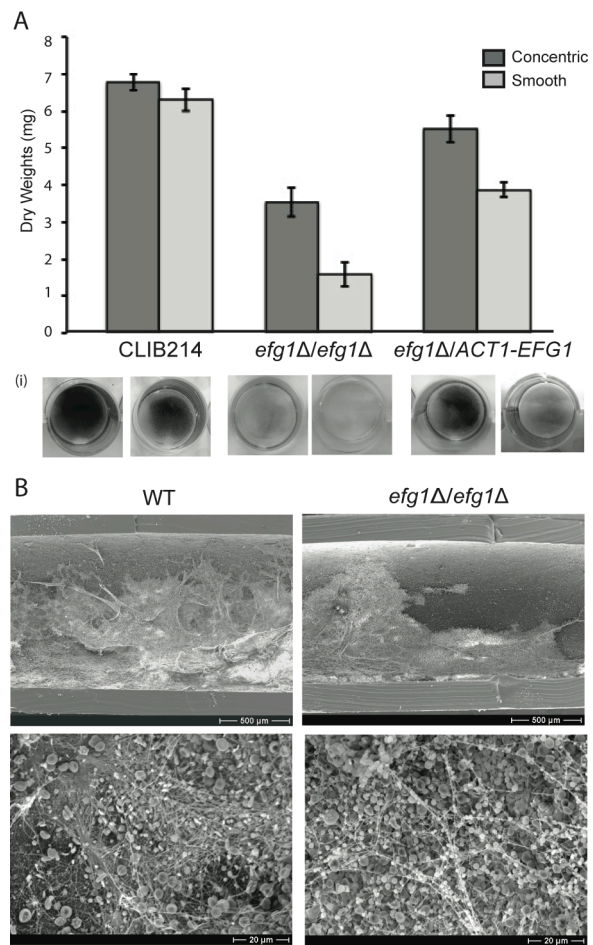 A
8
7
6
5
4
3
2
1
0
Dry Weights (mg)
Concentric
Smooth
CLIB214
efg1Δ/efg1Δ
efg1Δ/ACT1-EFG1
(i)
B
WT
efg1Δ/efg1Δ
500 µm
500 µm
20 µm
20 µm